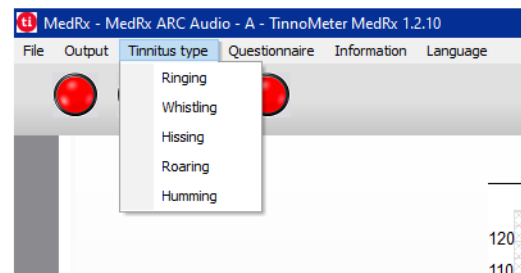 ti MedRx - MedRx ARC Audio - A - TinnoMeter MedRx 1.2.10
File Output Tinnitus type Questionnaire Information Language
Ringing
Whistling
Hissing
Roaring
Humming
120
110